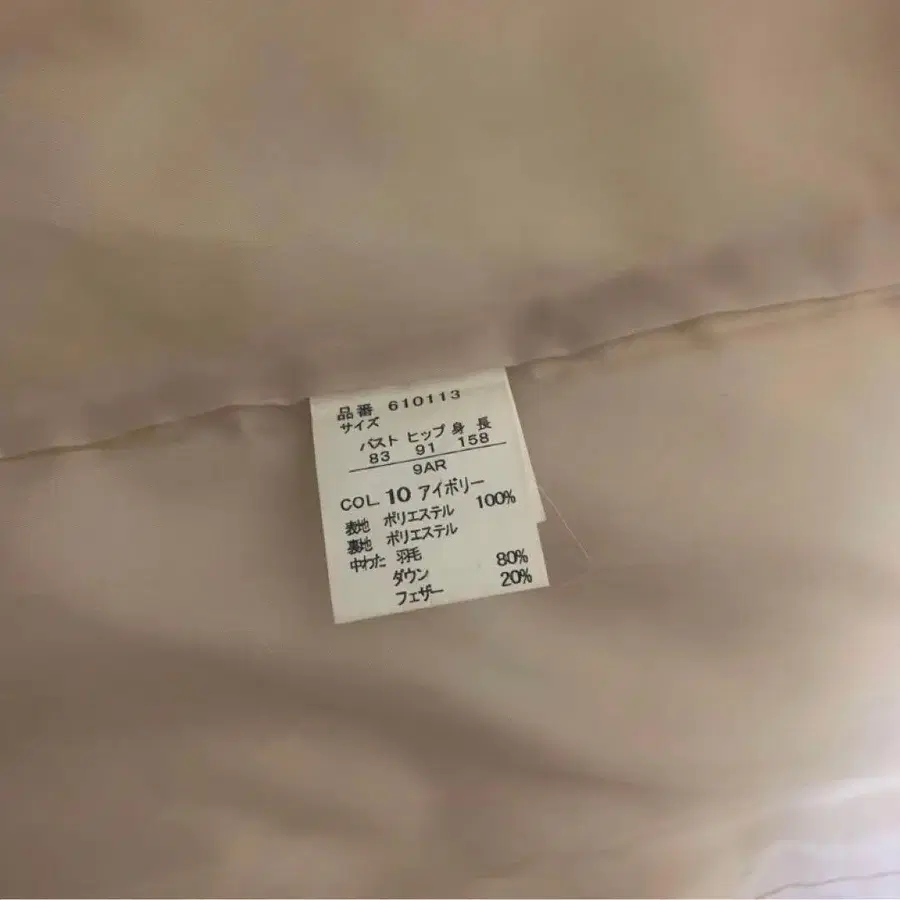 品番 610113
サイズ
バスト ヒップ 身長
83 91 158
9AR
COL 10 アイボリー
表地 ポリエステル 100%
裏地 ポリエステル
中わた 羽毛
ダウン 80%
フェザー 20%